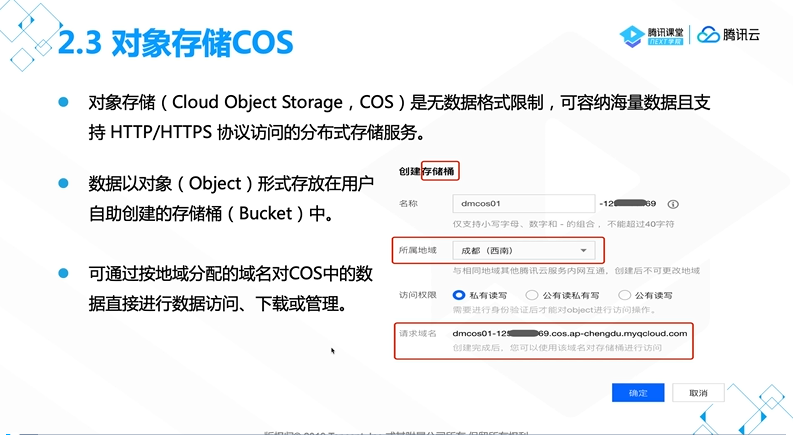 2.3 对象存储COS
腾讯课堂
NEXT学院
腾讯云
对象存储（Cloud Object Storage，COS）是无数据格式限制，可容纳海量数据且支
持 HTTP/HTTPS 协议访问的分布式存储服务。
数据以对象（Object）形式存放在用户
自助创建的存储桶（Bucket）中。
可通过按地域分配的域名对COS中的数
据直接进行数据访问、下载或管理。
创建存储桶
名称 dmcos01 -12 69
仅支持小写字母、数字和 - 的组合，不能超过40字符
所属地域 成都（西南）
与相同地域其他腾讯云服务内网互通，创建后不可更改地域
访问权限 私有读写 公有读私有写 公有读写
需要进行身份验证后才能对object进行访问操作。
请求域名 dmcos01-125 69.cos.ap-chengdu.myqcloud.com
创建完成后，您可以使用该域名对存储桶进行访问
确定 取消